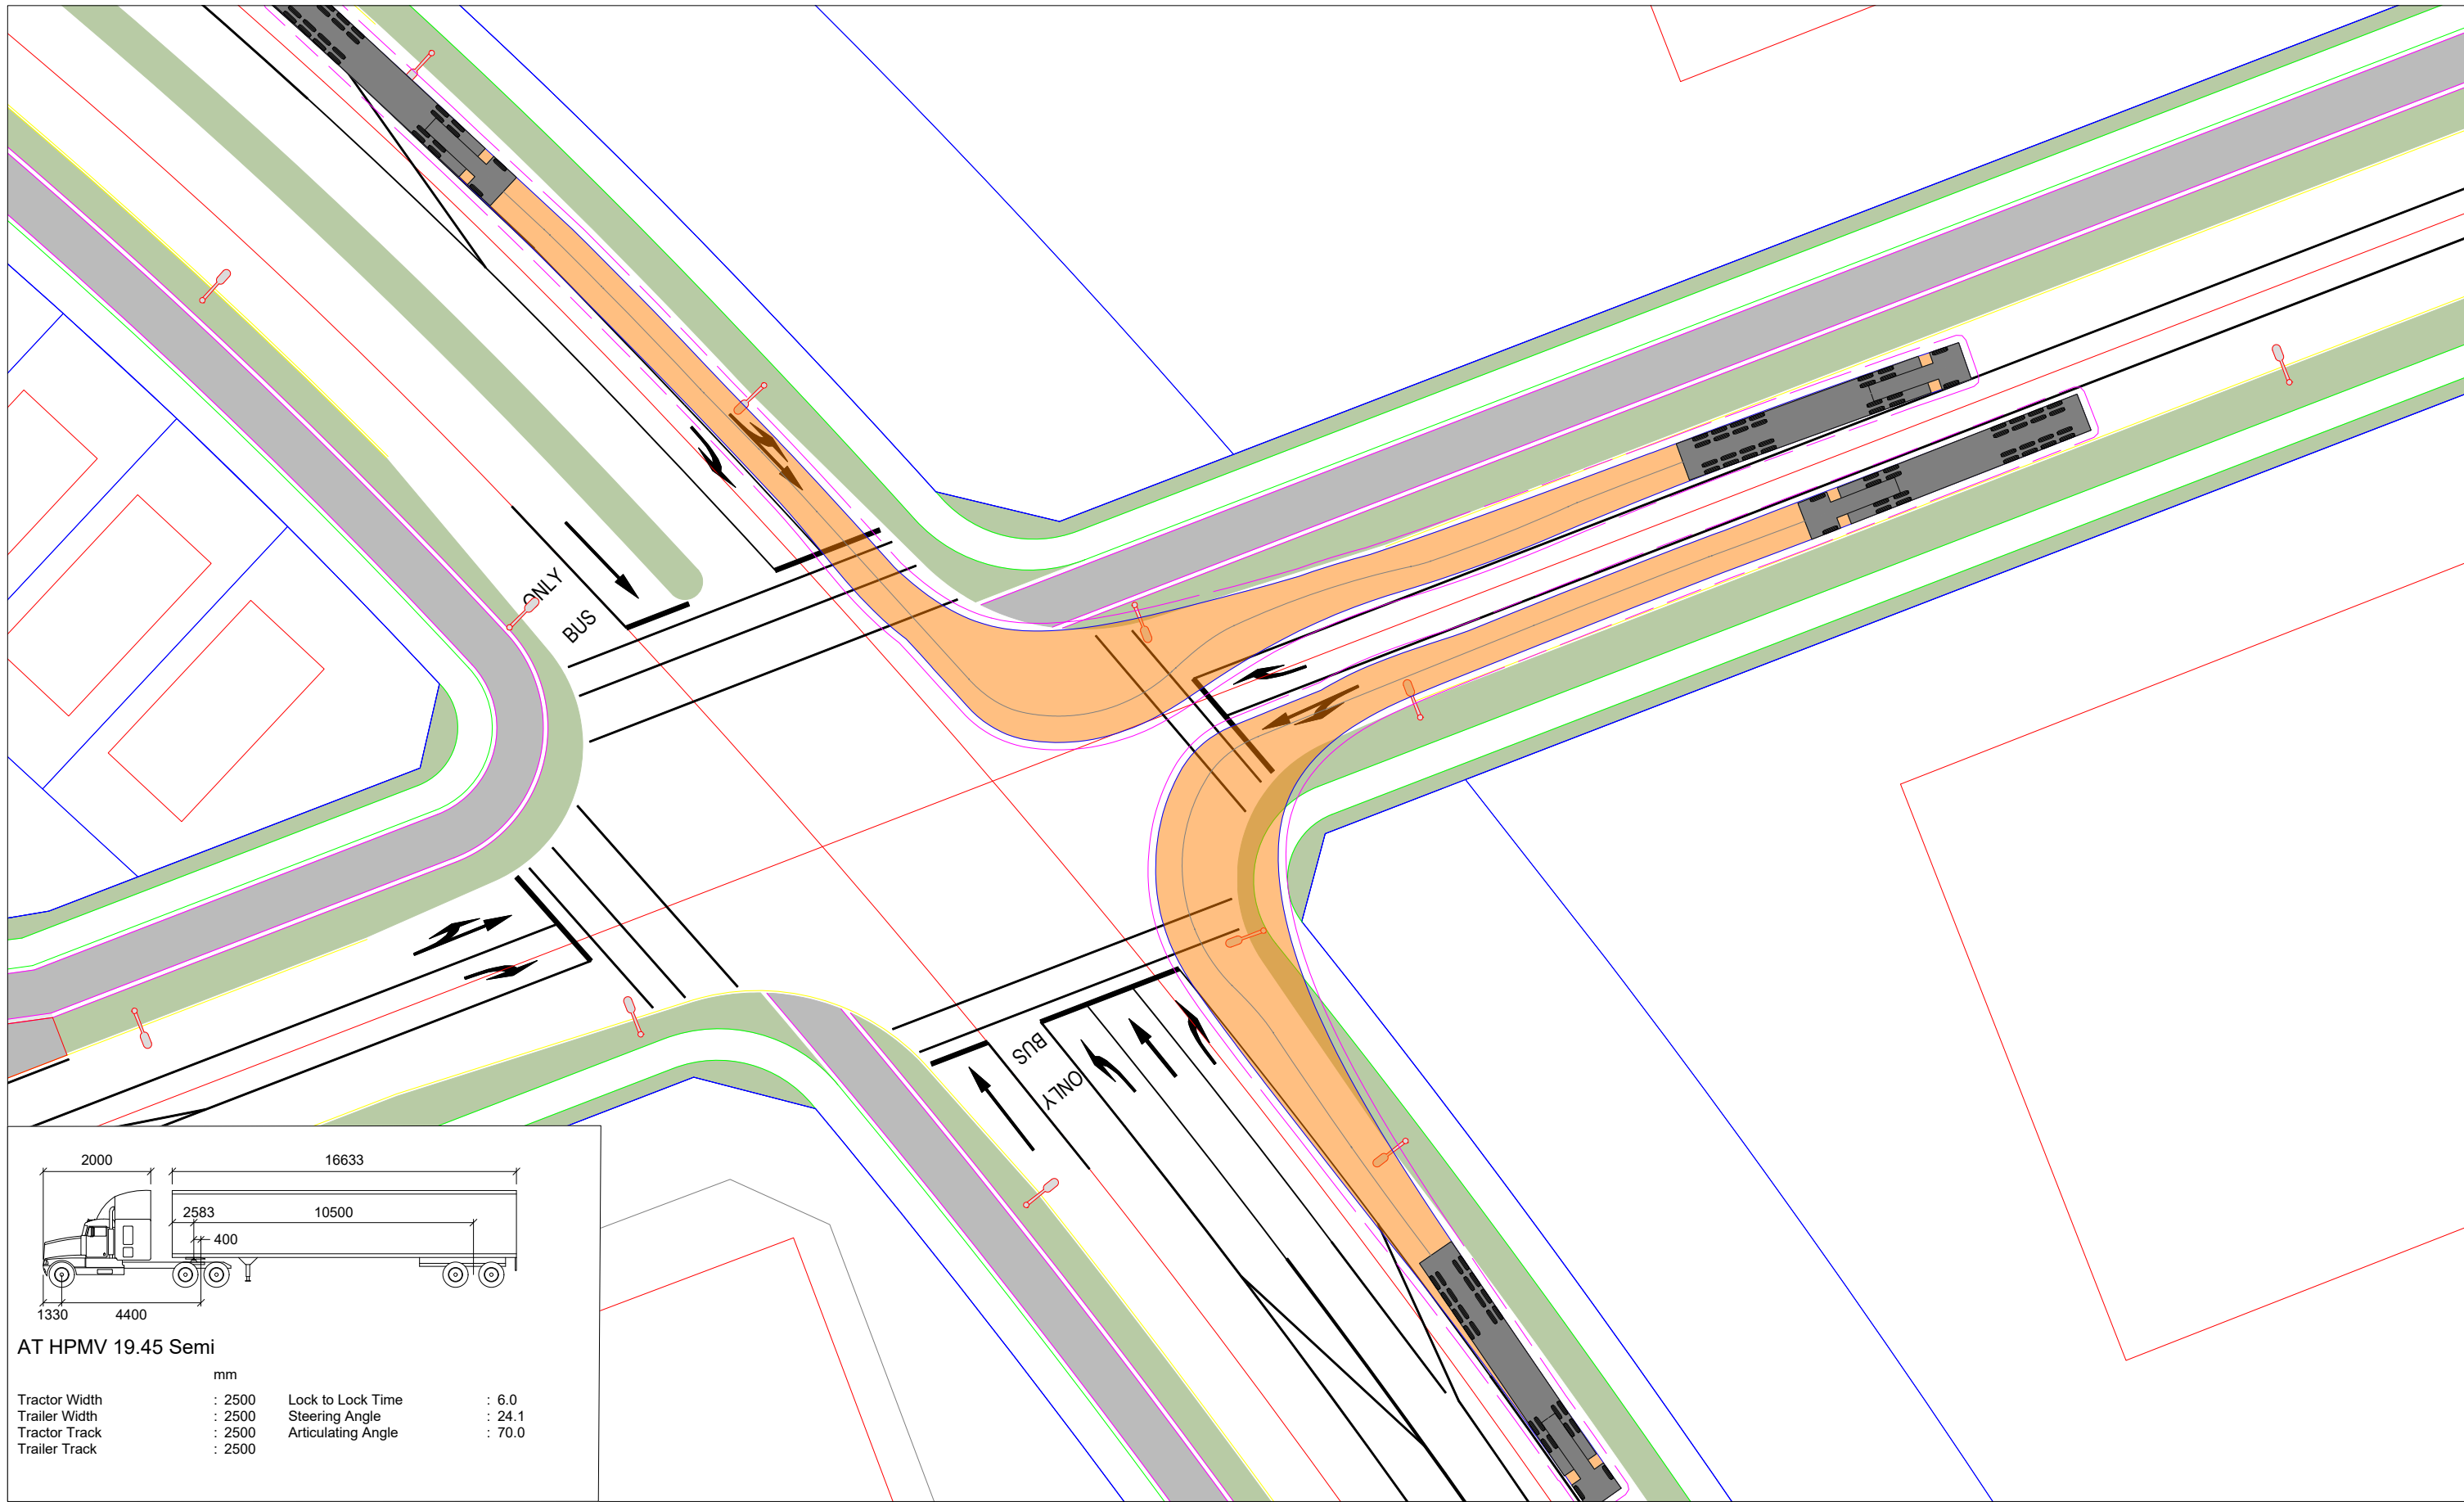 ONLY
BUS
BUS
ONLY
2000
16633
2583
10500
400
1330
4400
AT HPMV 19.45 Semi
mm
Tractor Width : 2500 Lock to Lock Time : 6.0
Trailer Width : 2500 Steering Angle : 24.1
Tractor Track : 2500 Articulating Angle : 70.0
Trailer Track : 2500